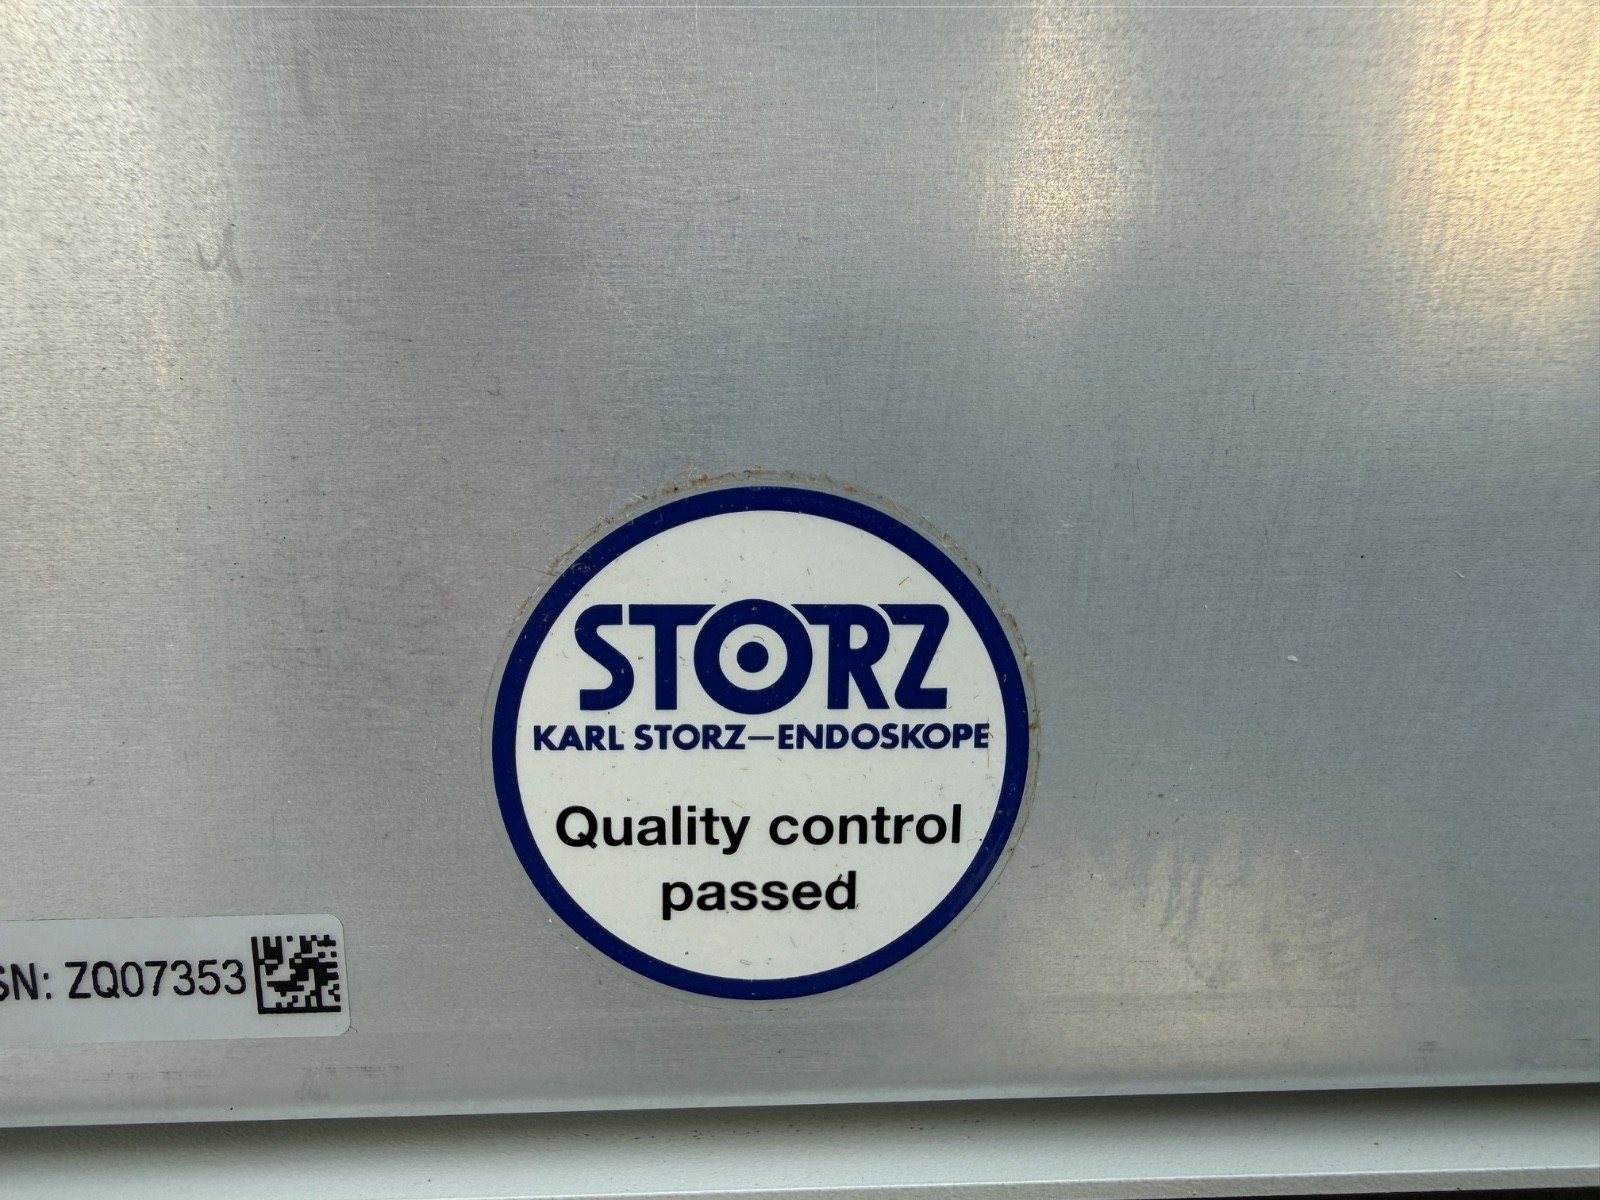 STORZ
KARL STORZ—ENDOSKOPE
Quality control
passed
SN: ZQ07353